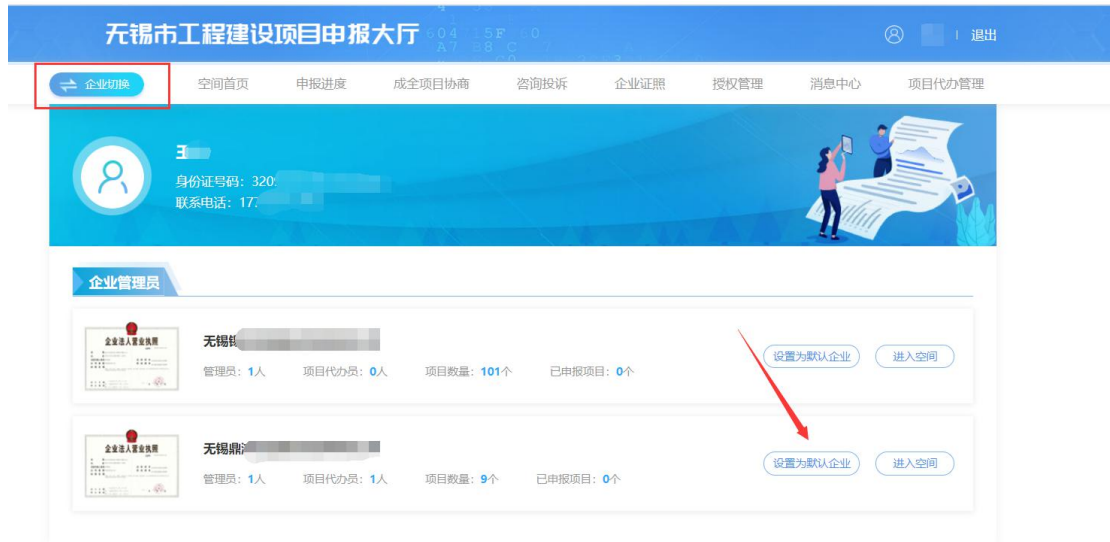 无锡市工程建设项目申报大厅
退出
企业切换 空间首页 申报进度 成全项目协商 咨询投诉 企业证照 授权管理 消息中心 项目代办管理
王
身份证号码：320
联系电话：17
企业管理员
企业法人营业执照
无锡
管理员：1人 项目代办员：0人 项目数量：101个 已申报项目：0个
设置为默认企业 进入空间
企业法人营业执照
无锡鼎
管理员：1人 项目代办员：1人 项目数量：9个 已申报项目：0个
设置为默认企业 进入空间